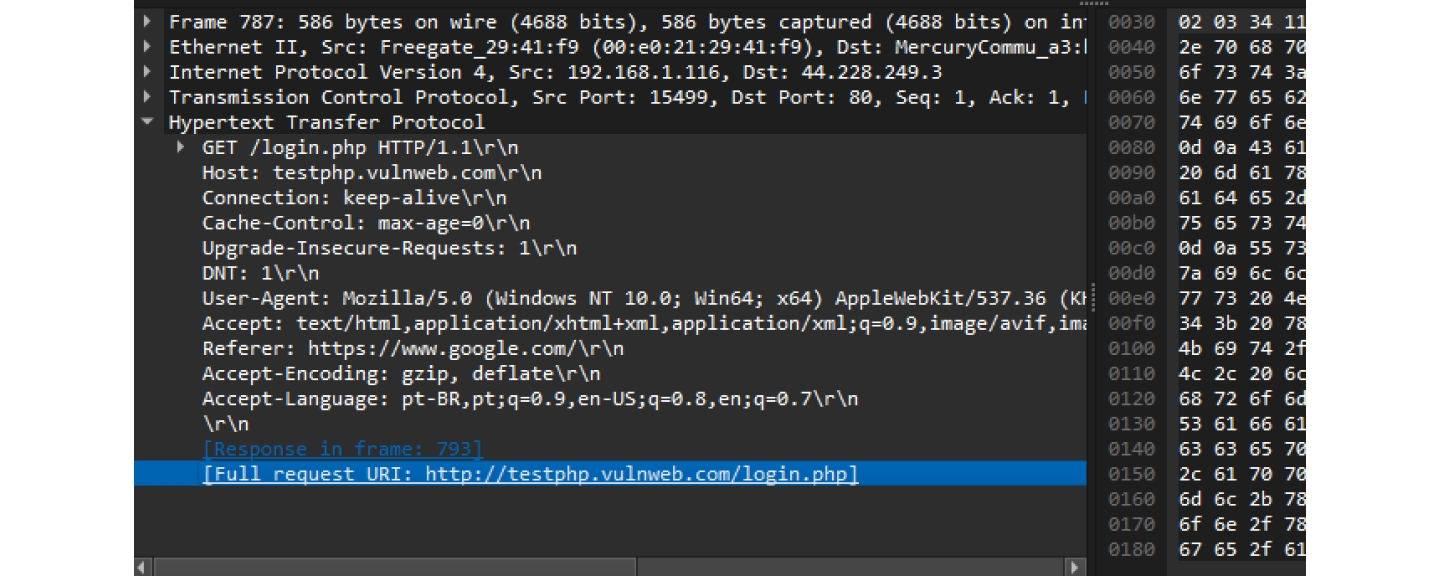 Frame 787: 586 bytes on wire (4688 bits), 586 bytes captured (4688 bits) on
Ethernet II, Src: Freegate_29:41:f9 (00:e0:21:29:41:f9), Dst: MercuryCommu_a3:
Internet Protocol Version 4, Src: 192.168.1.116, Dst: 44.228.249.3
Transmission Control Protocol, Src Port: 15499, Dst Port: 80, Seq: 1, Ack: 1,
Hypertext Transfer Protocol
GET /login.php HTTP/1.1\r\n
Host: testphp.vulnweb.com\r\n
Connection: keep-alive\r\n
Cache-Control: max-age=0\r\n
Upgrade-Insecure-Requests: 1\r\n
DNT: 1\r\n
User-Agent: Mozilla/5.0 (Windows NT 10.0; Win64; x64) AppleWebKit/537.36
Accept: text/html,application/xhtml+xml,application/xml;q=0.9,image/avif,
Referer: https://www.google.com/\r\n
Accept-Encoding: gzip, deflate\r\n
Accept-Language: pt-BR,pt;q=0.9,en-US;q=0.8,en;q=0.7\r\n
\r\n
[Response in frame: 793]
[Full request URI: http://testphp.vulnweb.com/login.php]
0030 02 03 34 11
0040 2e 70 68 70
0050 6f 73 74 3a
0060 6e 77 65 62
0070 74 69 6f 6e
0080 0d 0a 43 61
0090 20 6d 61 78
00a0 61 64 65 2d
00b0 75 65 73 74
00c0 0d 0a 55 73
00d0 7a 69 6c 6c
00e0 77 73 20 4e
00f0 34 3b 20 78
0100 4b 69 74 2f
0110 4c 2c 20 6c
0120 68 72 6f 6d
0130 53 61 66 61
0140 63 63 65 70
0150 2c 61 70 70
0160 6d 6c 2b 78
0170 6f 6e 2f 78
0180 67 65 2f 61